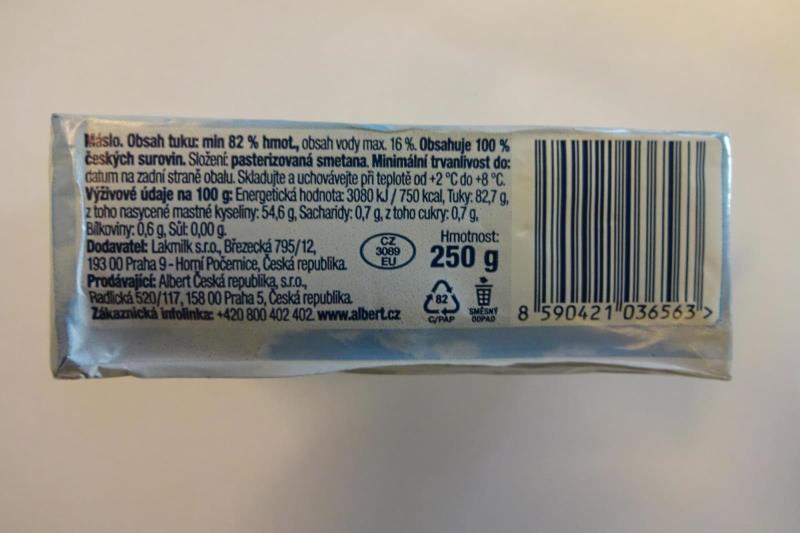 Máslo. Obsah tuku: min 82 % hmot., obsah vody max. 16 %. Obsahuje 100 %
českých surovin. Složení: pasterizovaná smetana. Minimální trvanlivost do:
datum na zadní straně obalu. Skladujte a uchovávejte při teplotě od +2 °C do +8 °C.
Výživové údaje na 100 g: Energetická hodnota: 3080 kJ / 750 kcal, Tuky: 82,7 g,
z toho nasycené mastné kyseliny: 54,6 g, Sacharidy: 0,7 g, z toho cukry: 0,7 g,
Bílkoviny: 0,6 g, Sůl: 0,00 g.
Dodavatel: Lakmilk s.r.o., Březecká 795/12,
193 00 Praha 9 - Horní Počernice, Česká republika.
Prodávající: Albert Česká republika, s.r.o.,
Radlická 520/117, 158 00 Praha 5, Česká republika.
Zákaznická infolinka: +420 800 402 402. www.albert.cz
CZ
3089
EU
Hmotnost:
250 g
82
C/PAP
SMĚSNÝ
ODPAD
8 590421 036563 >